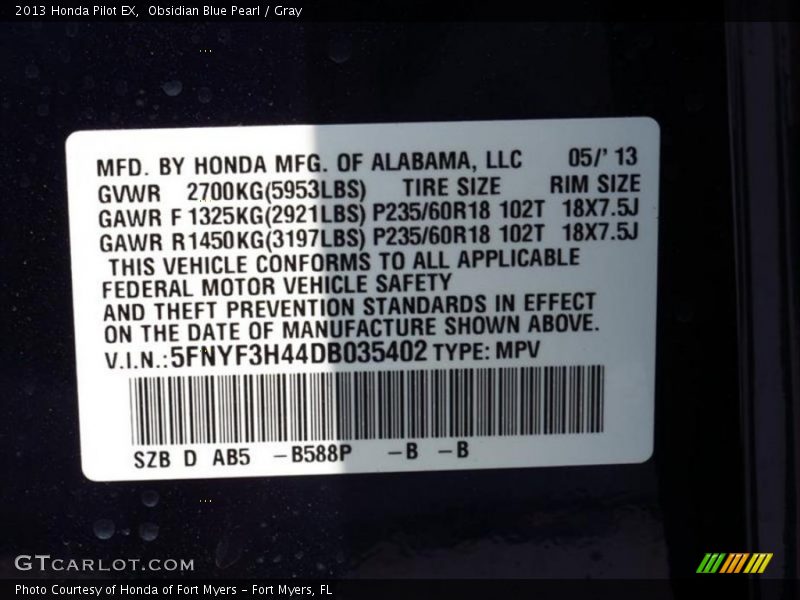 2013 Honda Pilot EX, Obsidian Blue Pearl / Gray
MFD. BY HONDA MFG. OF ALABAMA, LLC 05/' 13
GVWR 2700KG(5953LBS) TIRE SIZE RIM SIZE
GAWR F 1325KG(2921LBS) P235/60R18 102T 18X7.5J
GAWR R 1450KG(3197LBS) P235/60R18 102T 18X7.5J
THIS VEHICLE CONFORMS TO ALL APPLICABLE
FEDERAL MOTOR VEHICLE SAFETY
AND THEFT PREVENTION STANDARDS IN EFFECT
ON THE DATE OF MANUFACTURE SHOWN ABOVE.
V.I.N.: 5FNYF3H44DB035402 TYPE: MPV
SZB D AB5 –B588P –B –B
GTCARLOT.COM
Photo Courtesy of Honda of Fort Myers – Fort Myers, FL